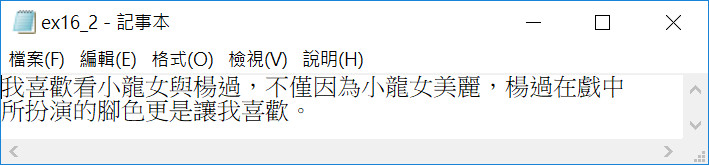 ex16_2 - 記事本
檔案(F) 編輯(E) 格式(O) 檢視(V) 說明(H)
我喜歡看小龍女與楊過，不僅因為小龍女美麗，楊過在戲中
所扮演的腳色更是讓我喜歡。